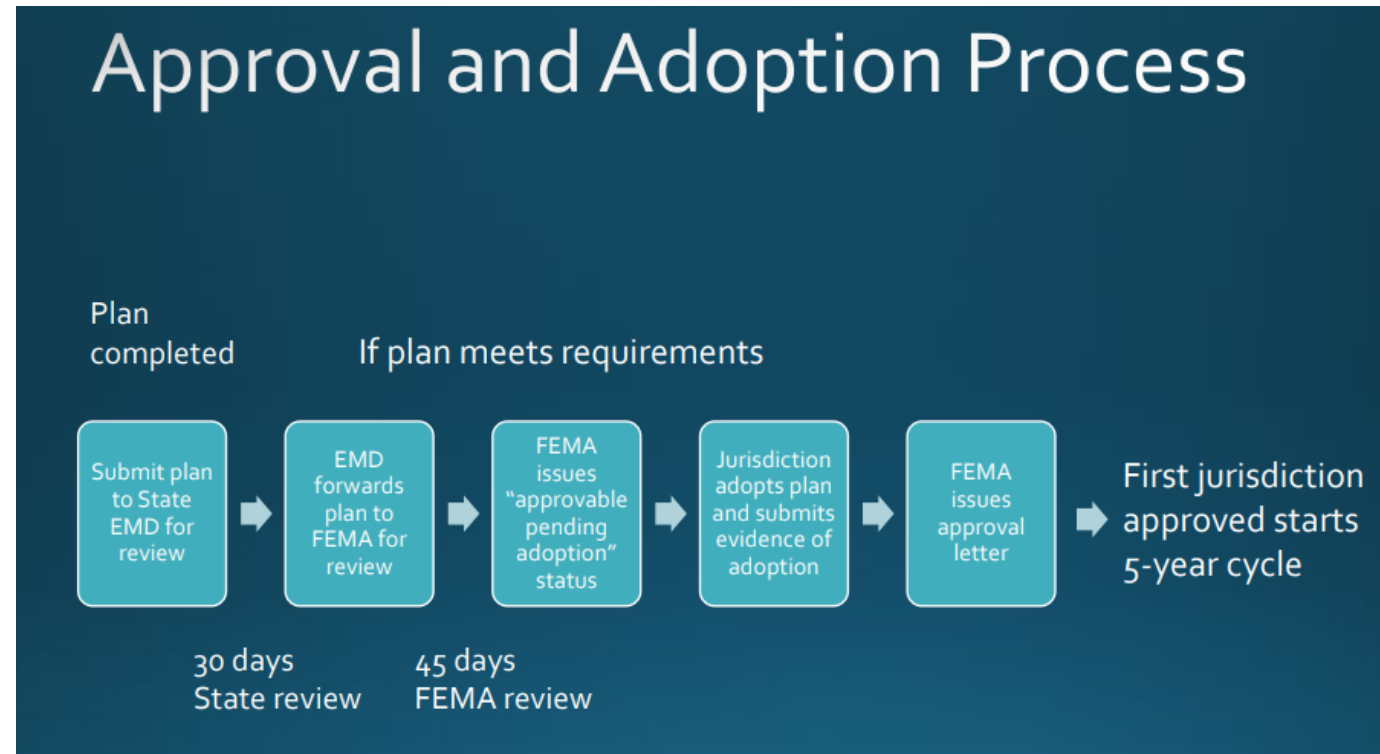 Approval and Adoption Process
Plan
completed
If plan meets requirements
Submit plan
to State
EMD for
review
EMD
forwards
plan to
FEMA for
review
FEMA
issues
“approvable
pending
adoption”
status
Jurisdiction
adopts plan
and submits
evidence of
adoption
FEMA
issues
approval
letter
First jurisdiction
approved starts
5-year cycle
30 days
State review
45 days
FEMA review